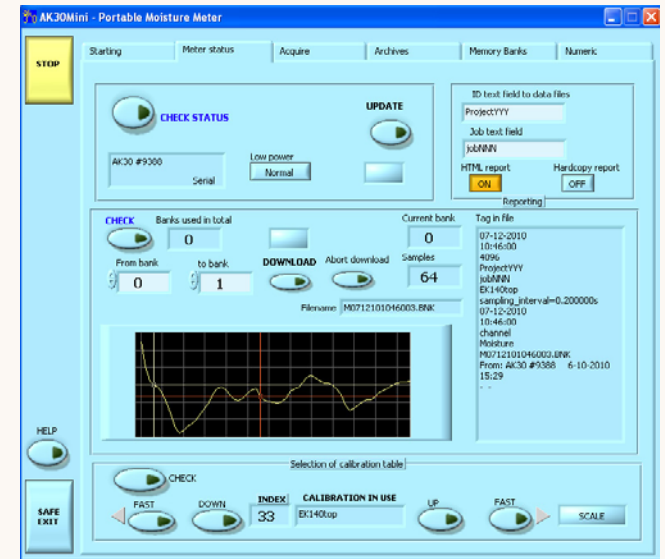 AK30Mini - Portable Moisture Meter
STOP
Starting
Meter status
Acquire
Archives
Memory Banks
Numeric
CHECK STATUS
UPDATE
AK30 #9388
Serial
Low power
Normal
ID text field to data files
ProjectYYY
Job text field
jobNNN
HTML report
Hardcopy report
ON
OFF
Reporting
CHECK
Banks used in total
0
Current bank
0
From bank
0
to bank
1
DOWNLOAD
Abort download
Samples
64
Filename
M0712101046003.BNK
Tag in file
07-12-2010
10:46:00
4096
ProjectYYY
jobNNN
EK140top
sampling_interval=0.200000s
07-12-2010
10:46:00
channel
Moisture
M0712101046003.BNK
From: AK30 #9388 6-10-2010
15:29
- -
HELP
SAFE
EXIT
Selection of calibration table
CHECK
FAST
DOWN
INDEX
33
CALIBRATION IN USE
EK140top
UP
FAST
SCALE